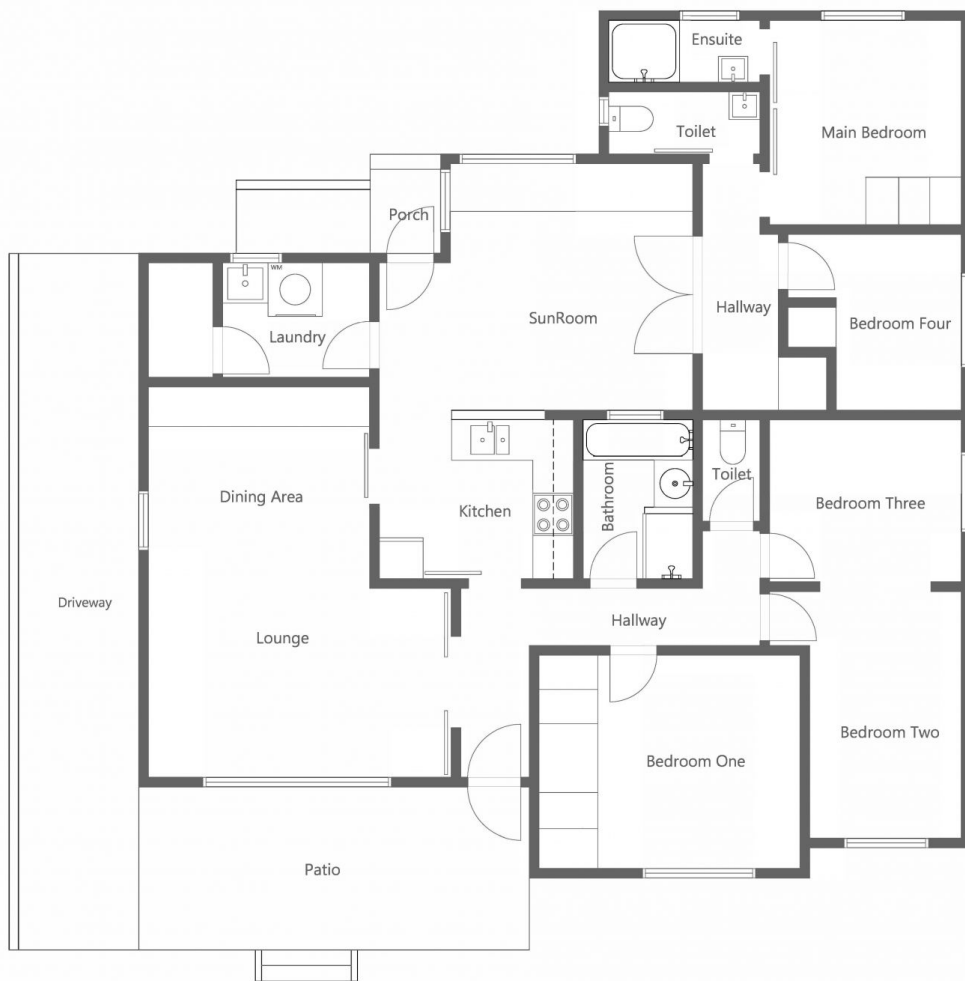 Ensuite
Toilet
Main Bedroom
Porch
WM
Laundry
SunRoom
Hallway
Bedroom Four
Dining Area
Kitchen
Bathroom
Toilet
Bedroom Three
Driveway
Lounge
Hallway
Bedroom One
Bedroom Two
Patio